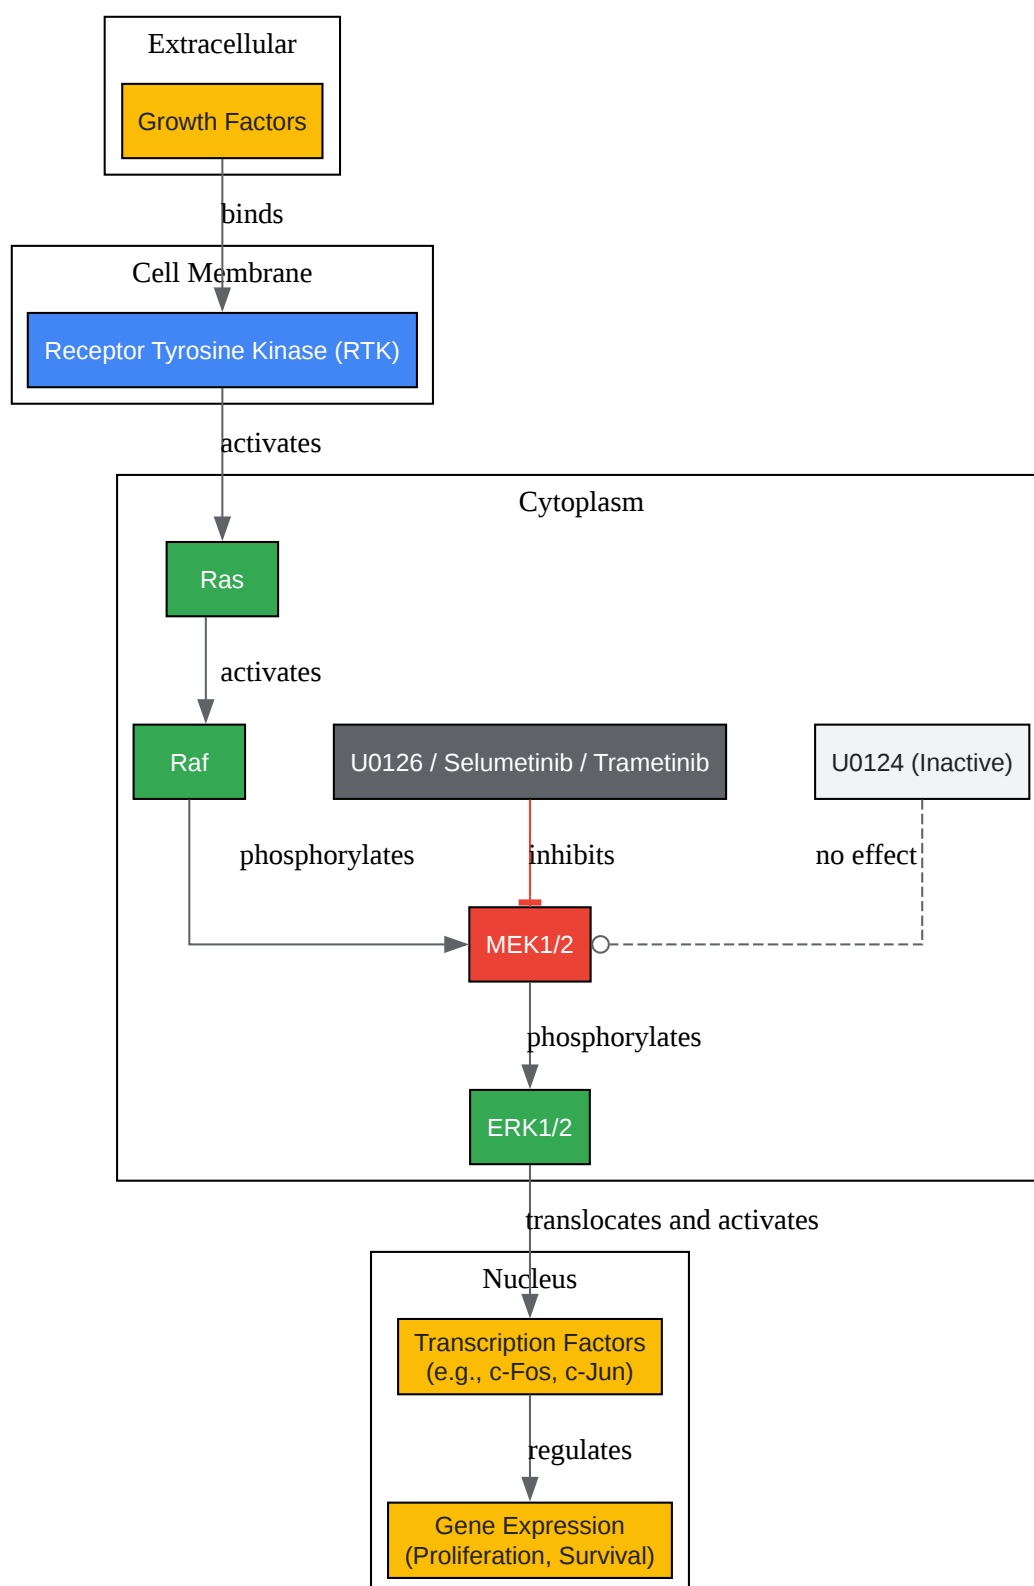 Extracellular
Growth Factors
binds
Cell Membrane
Receptor Tyrosine Kinase (RTK)
activates
Cytoplasm
Ras
activates
Raf
U0126 / Selumetinib / Trametinib
U0124 (Inactive)
phosphorylates
inhibits
no effect
MEK1/2
phosphorylates
ERK1/2
translocates and activates
Nucleus
Transcription Factors
(e.g., c-Fos, c-Jun)
regulates
Gene Expression
(Proliferation, Survival)